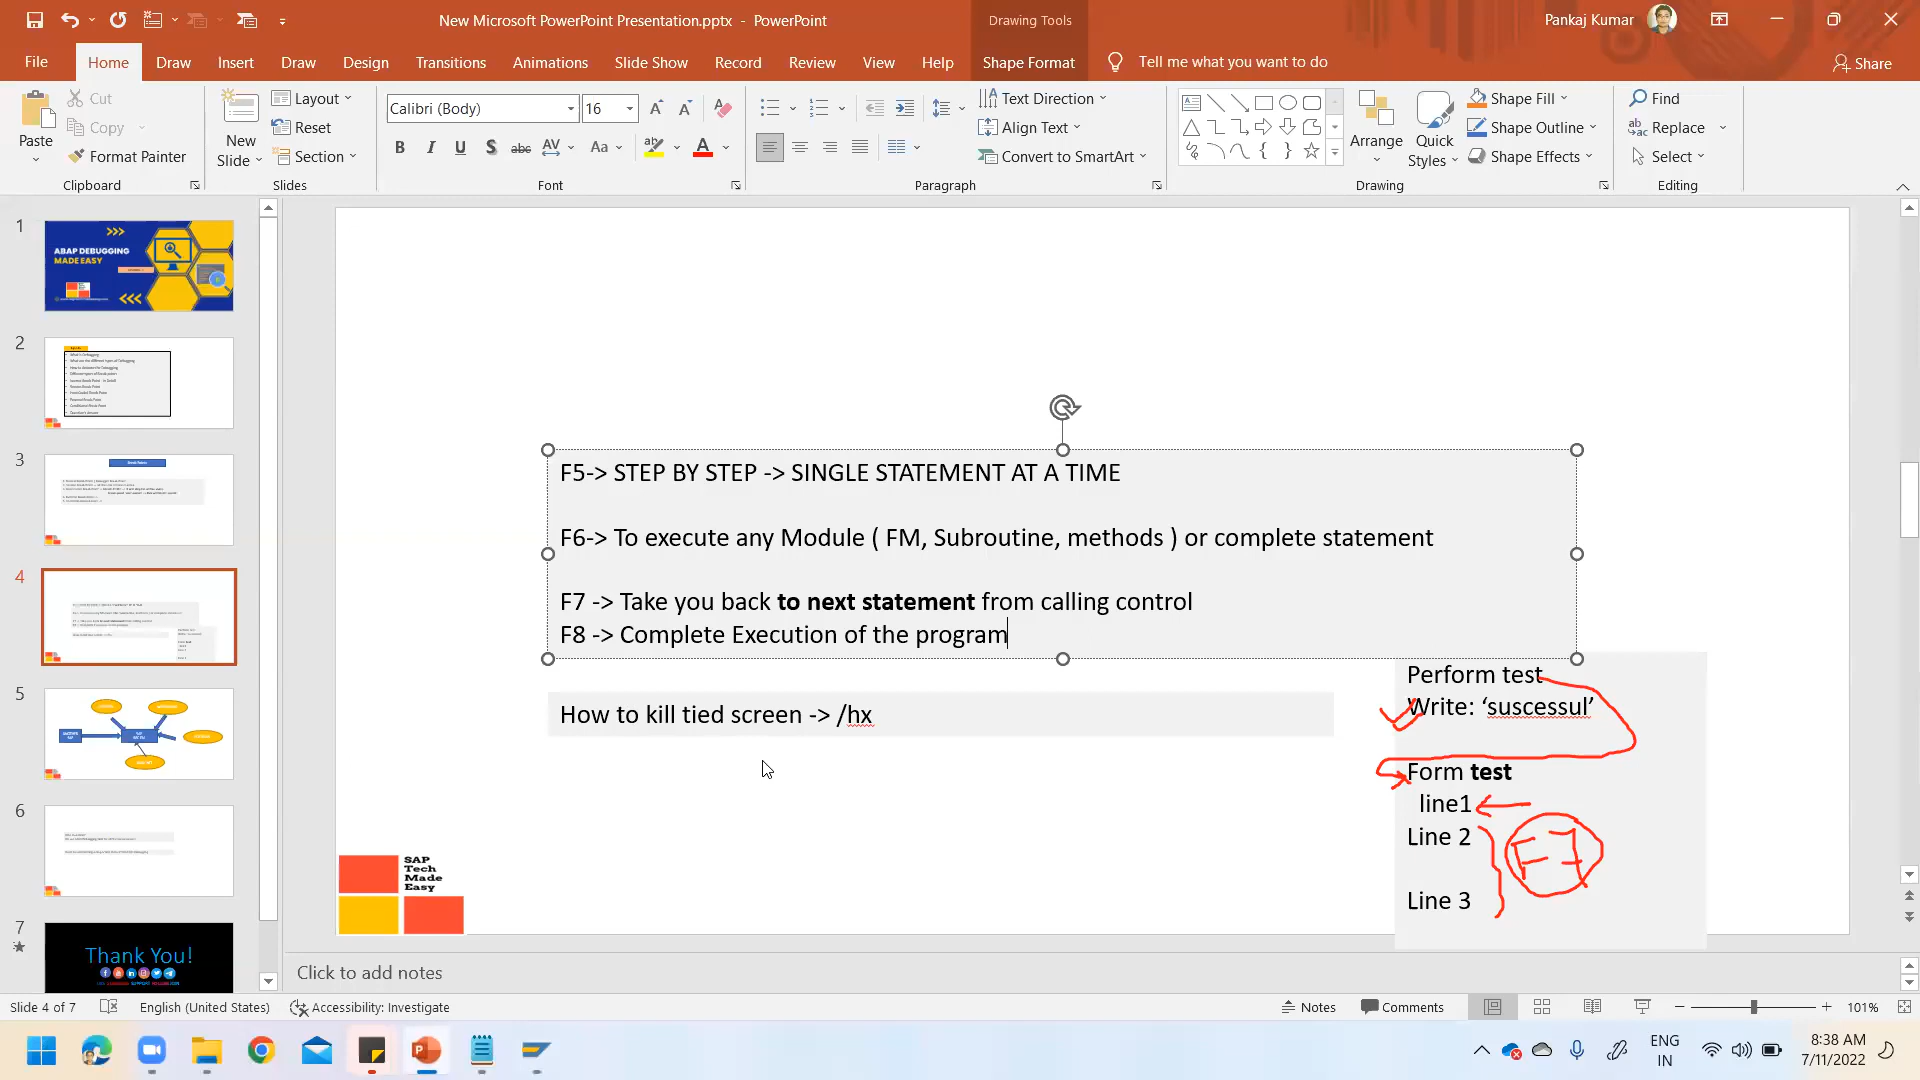 New Microsoft PowerPoint Presentation.pptx - PowerPoint
Drawing Tools
Pankaj Kumar
File
Home
Draw
Insert
Draw
Design
Transitions
Animations
Slide Show
Record
Review
View
Help
Shape Format
Tell me what you want to do
Share
Paste
Cut
Copy
Format Painter
Clipboard
New
Slide
Layout
Reset
Section
Slides
Calibri (Body)
16
Font
Text Direction
Align Text
Convert to SmartArt
Paragraph
Arrange
Quick
Styles
Shape Fill
Shape Outline
Shape Effects
Drawing
Find
Replace
Select
Editing
1
ABAP DEBUGGING
MADE EASY
2
3
4
5
6
7
Thank You!
F5-> STEP BY STEP -> SINGLE STATEMENT AT A TIME
F6-> To execute any Module ( FM, Subroutine, methods ) or complete statement
F7 -> Take you back to next statement from calling control
F8 -> Complete Execution of the program
How to kill tied screen -> /hx
Perform test
Write: ‘suscessul’
Form test
line1
Line 2
Line 3
F7
SAP
Tech
Made
Easy
Click to add notes
Slide 4 of 7
English (United States)
Accessibility: Investigate
Notes
Comments
101%
ENG
IN
8:38 AM
7/11/2022